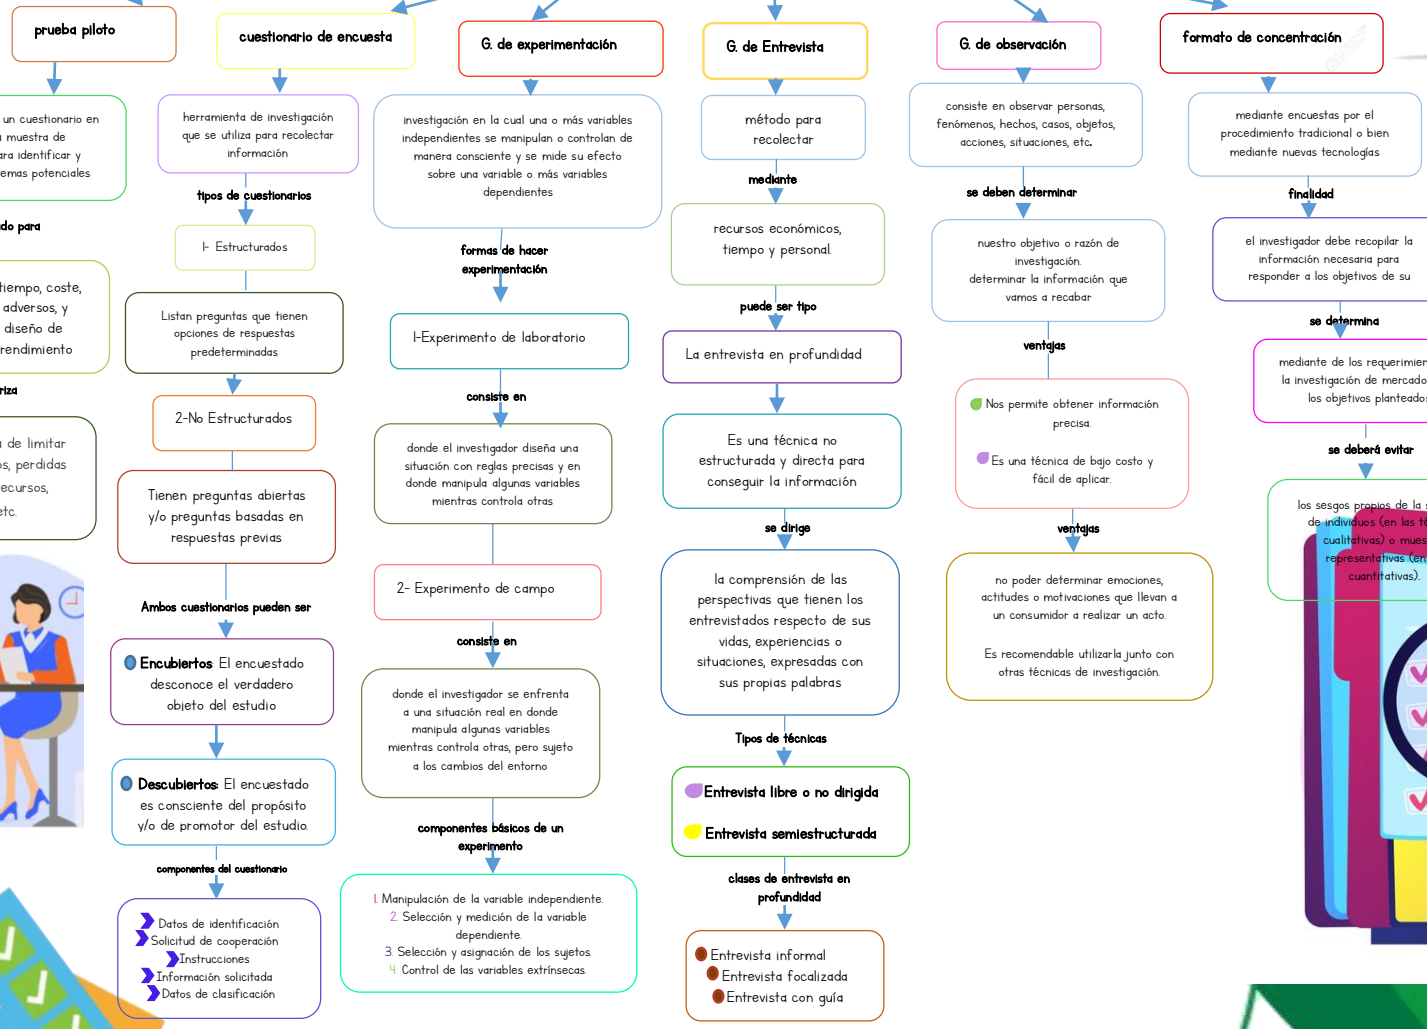 prueba piloto
un cuestionario en
muestra de
para identificar y
potenciales
tiempo, coste,
adversos, y
diseño de
rendimiento
de limitar
perdidas
recursos,
etc.
cuestionario de encuesta
herramienta de investigación
que se utiliza para recolectar
información
tipos de cuestionarios
1- Estructurados
Listan preguntas que tienen
opciones de respuestas
predeterminadas
2-No Estructurados
Tienen preguntas abiertas
y/o preguntas basadas en
respuestas previas
Ambos cuestionarios pueden ser
Encubiertos: El encuestado
desconoce el verdadero
objeto del estudio
Descubiertos: El encuestado
es consciente del propósito
y/o de promotor del estudio.
componentes del cuestionario
Datos de identificación
Solicitud de cooperación
Instrucciones
Información solicitada
Datos de clasificación
G. de experimentación
investigación en la cual una o más variables
independientes se manipulan o controlan de
manera consciente y se mide su efecto
sobre una variable o más variables
dependientes
formas de hacer
experimentación
1-Experimento de laboratorio
consiste en
donde el investigador diseña una
situación con reglas precisas y en
donde manipula algunas variables
mientras controla otras
2- Experimento de campo
consiste en
donde el investigador se enfrenta
a una situación real en donde
manipula algunas variables
mientras controla otras, pero sujeto
a los cambios del entorno
componentes básicos de un
experimento
1. Manipulación de la variable independiente.
2. Selección y medición de la variable
dependiente.
3. Selección y asignación de los sujetos.
4. Control de las variables extrínsecas.
G. de Entrevista
método para
recolectar
mediante
recursos económicos,
tiempo y personal.
puede ser tipo
La entrevista en profundidad
Es una técnica no
estructurada y directa para
conseguir la información
se dirige
la comprensión de las
perspectivas que tienen los
entrevistados respecto de sus
vidas, experiencias o
situaciones, expresadas con
sus propias palabras
Tipos de técnicas
Entrevista libre o no dirigida
Entrevista semiestructurada
clases de entrevista en
profundidad
Entrevista informal
Entrevista focalizada
Entrevista con guía
G. de observación
consiste en observar personas,
fenómenos, hechos, casos, objetos,
acciones, situaciones, etc.
se deben determinar
nuestro objetivo o razón de
investigación.
determinar la información que
vamos a recabar
ventajas
Nos permite obtener información
precisa.
Es una técnica de bajo costo y
fácil de aplicar.
ventajas
no poder determinar emociones,
actitudes o motivaciones que llevan a
un consumidor a realizar un acto.
Es recomendable utilizarla junto con
otras técnicas de investigación.
formato de concentración
mediante encuestas por el
procedimiento tradicional o bien
mediante nuevas tecnologías
finalidad
el investigador debe recopilar la
información necesaria para
responder a los objetivos de su
se determina
mediante de los
la investigación de mercado
los objetivos planteados
se deberá evitar
los sesgos propios de la
de individuos (en las
cualitativas) o
representativas (en
cuantitativas).